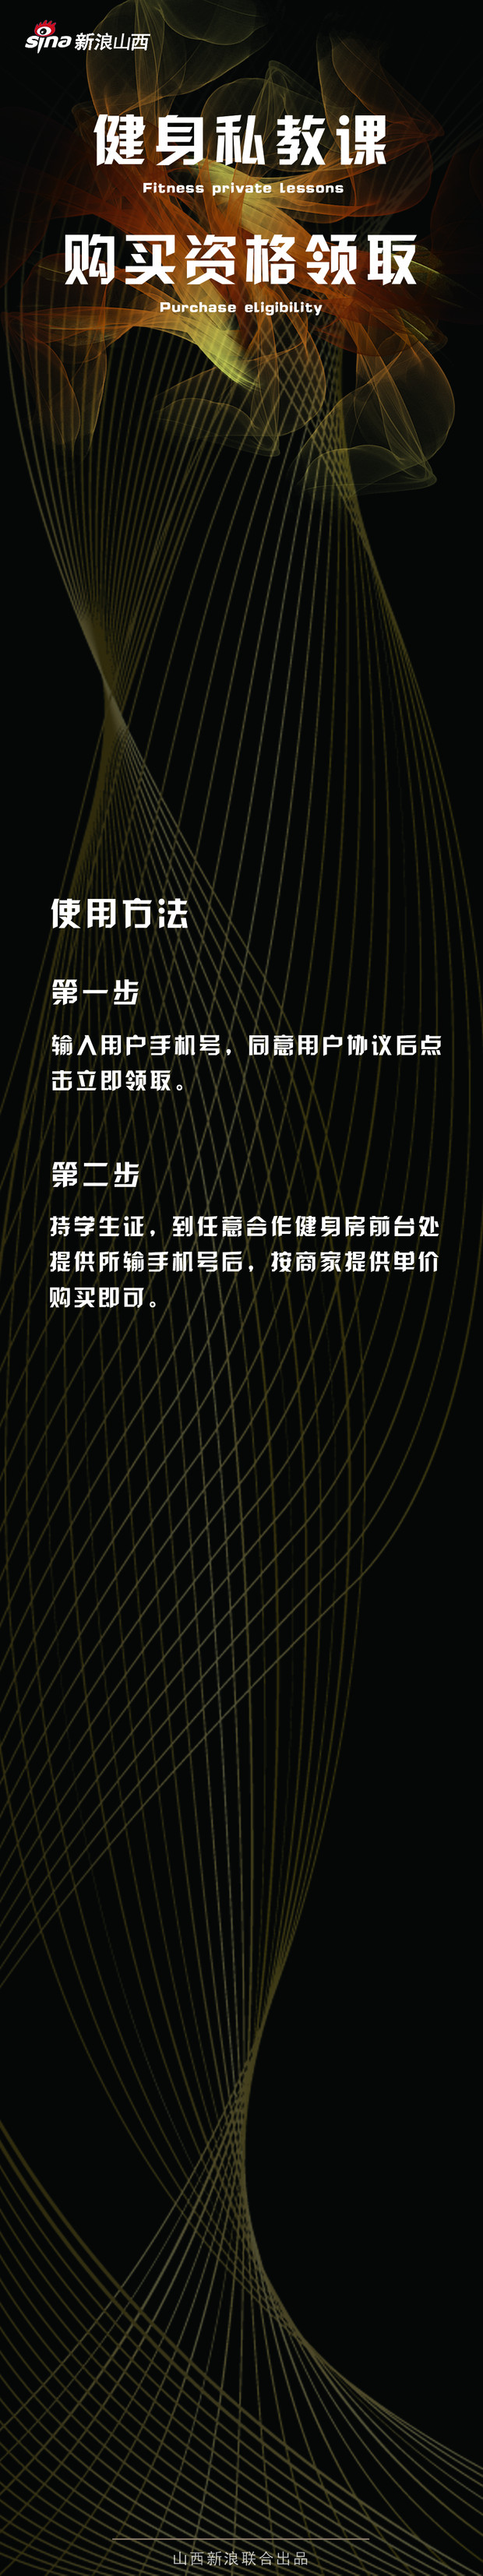 sina新浪山西
健身私教课
Fitness private lessons
购买资格领取
Purchase eligibility
使用方法
第一步
输入用户手机号，同意用户协议后点
击立即领取。
第二步
持学生证，到任意合作健身房前台处
提供所输手机号后，按商家提供单价
购买即可。
山西新浪联合出品